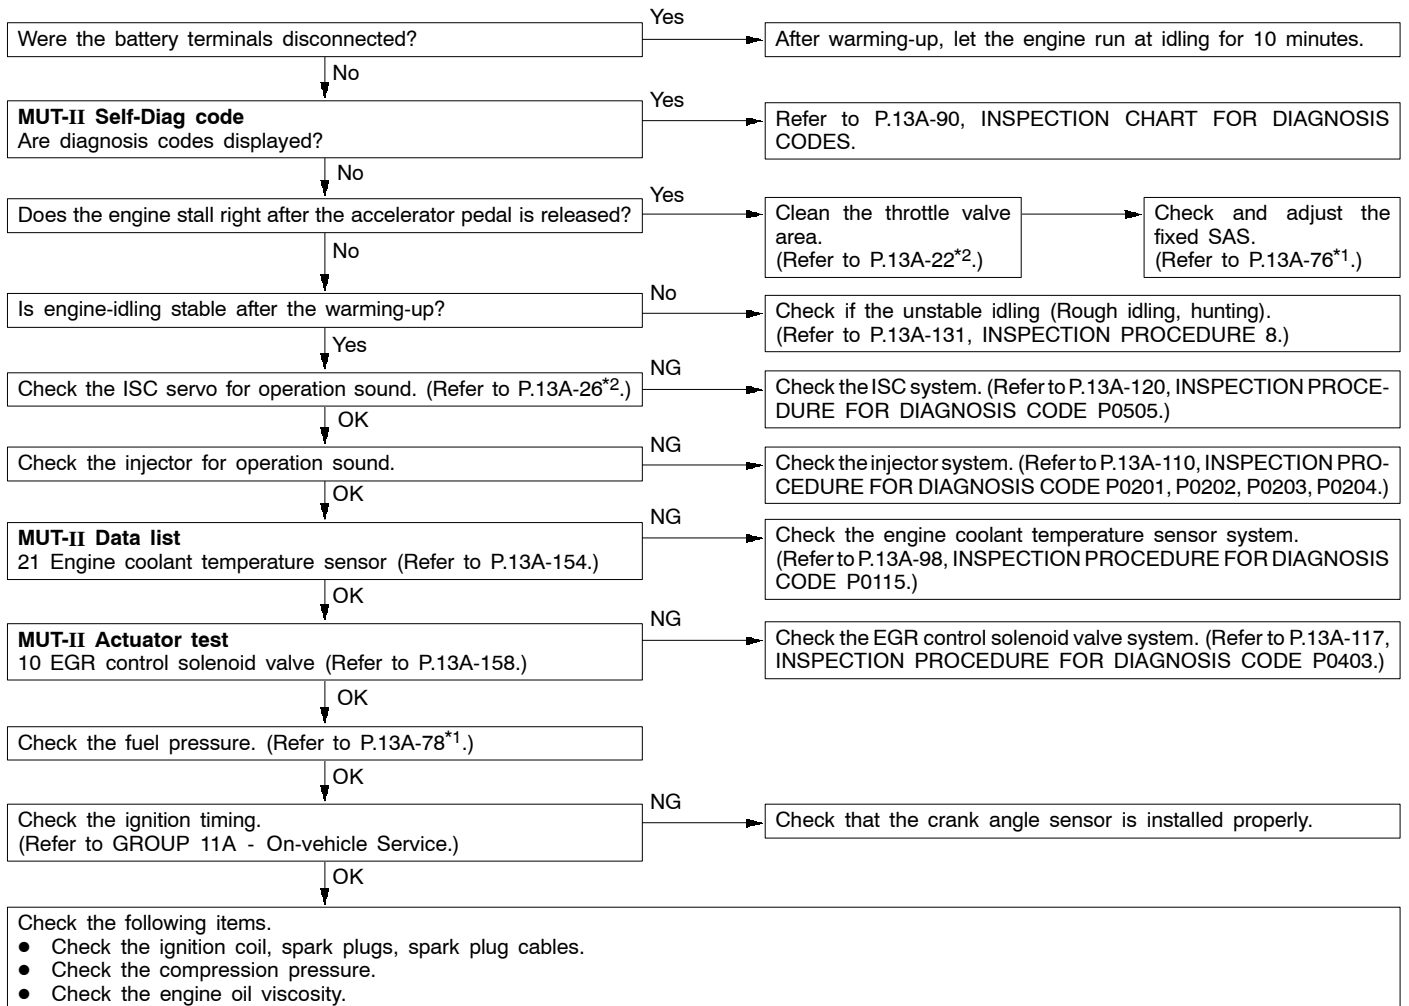 Were the battery terminals disconnected?
Yes
After warming-up, let the engine run at idling for 10 minutes.
No
MUT-II Self-Diag code
Are diagnosis codes displayed?
Yes
Refer to P.13A-90, INSPECTION CHART FOR DIAGNOSIS
CODES.
No
Does the engine stall right after the accelerator pedal is released?
Yes
Clean the throttle valve
area.
(Refer to P.13A-22*2.)
Check and adjust the
fixed SAS.
(Refer to P.13A-76*1.)
No
Is engine-idling stable after the warming-up?
No
Check if the unstable idling (Rough idling, hunting).
(Refer to P.13A-131, INSPECTION PROCEDURE 8.)
Yes
Check the ISC servo for operation sound. (Refer to P.13A-26*2.)
NG
Check the ISC system. (Refer to P.13A-120, INSPECTION PROCE-
DURE FOR DIAGNOSIS CODE P0505.)
OK
Check the injector for operation sound.
NG
Check the injector system. (Refer to P.13A-110, INSPECTION PRO-
CEDURE FOR DIAGNOSIS CODE P0201, P0202, P0203, P0204.)
OK
MUT-II Data list
21 Engine coolant temperature sensor (Refer to P.13A-154.)
NG
Check the engine coolant temperature sensor system.
(Refer to P.13A-98, INSPECTION PROCEDURE FOR DIAGNOSIS
CODE P0115.)
OK
MUT-II Actuator test
10 EGR control solenoid valve (Refer to P.13A-158.)
NG
Check the EGR control solenoid valve system. (Refer to P.13A-117,
INSPECTION PROCEDURE FOR DIAGNOSIS CODE P0403.)
OK
Check the fuel pressure. (Refer to P.13A-78*1.)
OK
Check the ignition timing.
(Refer to GROUP 11A - On-vehicle Service.)
NG
Check that the crank angle sensor is installed properly.
OK
Check the following items.
● Check the ignition coil, spark plugs, spark plug cables.
● Check the compression pressure.
● Check the engine oil viscosity.